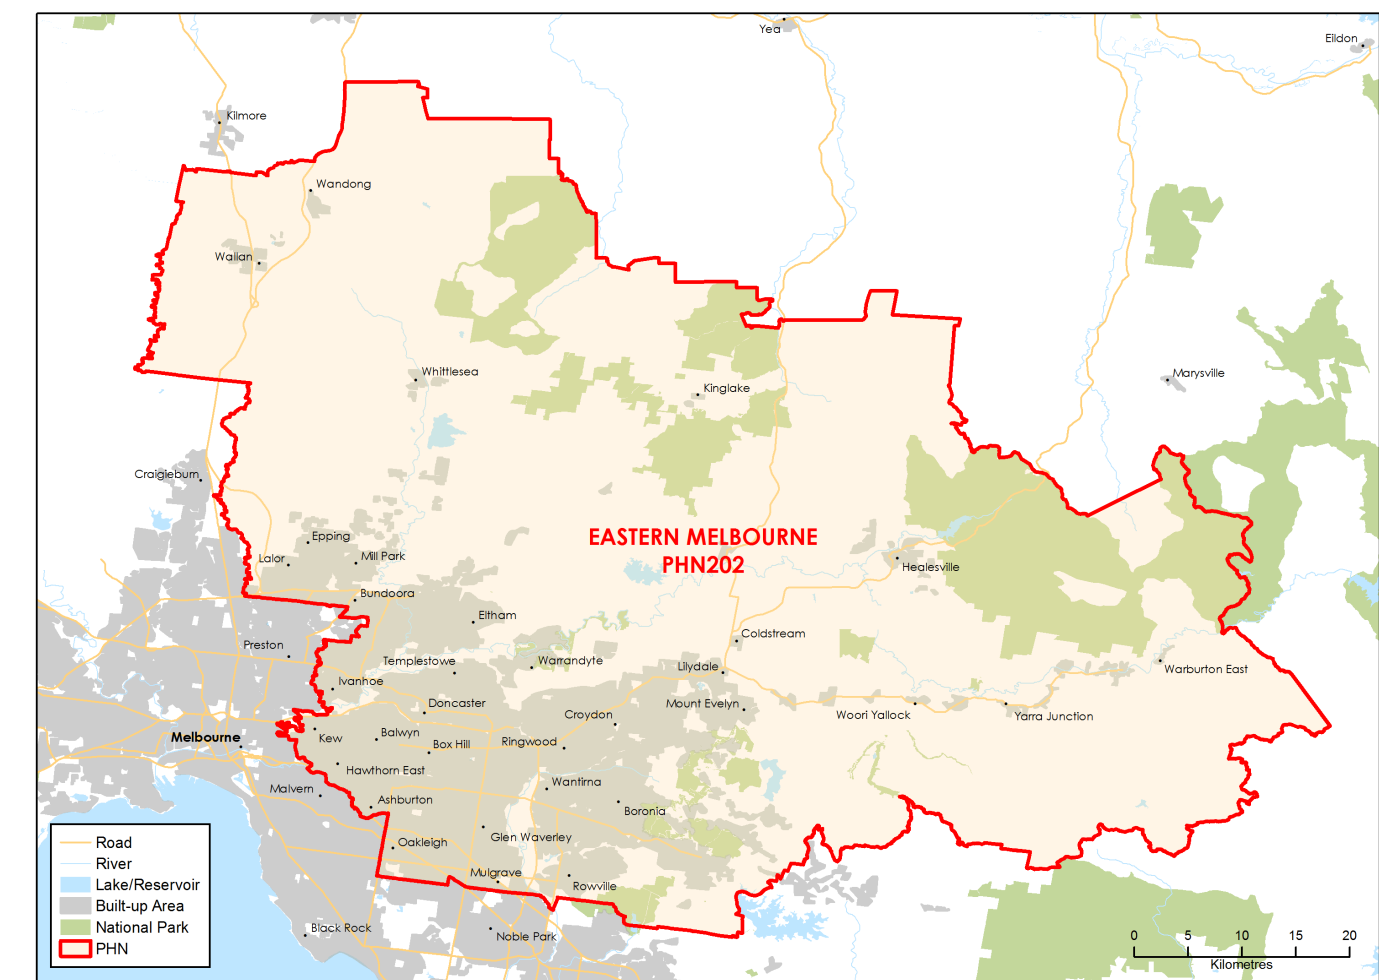 Yea
Eildon
Kilmore
Wandong
Wallan
Whittlesea
Kinglake
Marysville
Craigieburn
EASTERN MELBOURNE
PHN202
Epping
Lalor
Mill Park
Healesville
Bundoora
Eltham
Coldstream
Preston
Templestowe
Warrandyte
Lilydale
Warburton East
Ivanhoe
Doncaster
Mount Evelyn
Croydon
Woori Yallock
Yarra Junction
Melbourne
Kew
Balwyn
Box Hill
Ringwood
Hawthorn East
Malvern
Wantirna
Ashburton
Boronia
Glen Waverley
Oakleigh
Mulgrave
Rowville
Black Rock
Noble Park
Road
River
Lake/Reservoir
Built-up Area
National Park
PHN
0 5 10 15 20
Kilometres